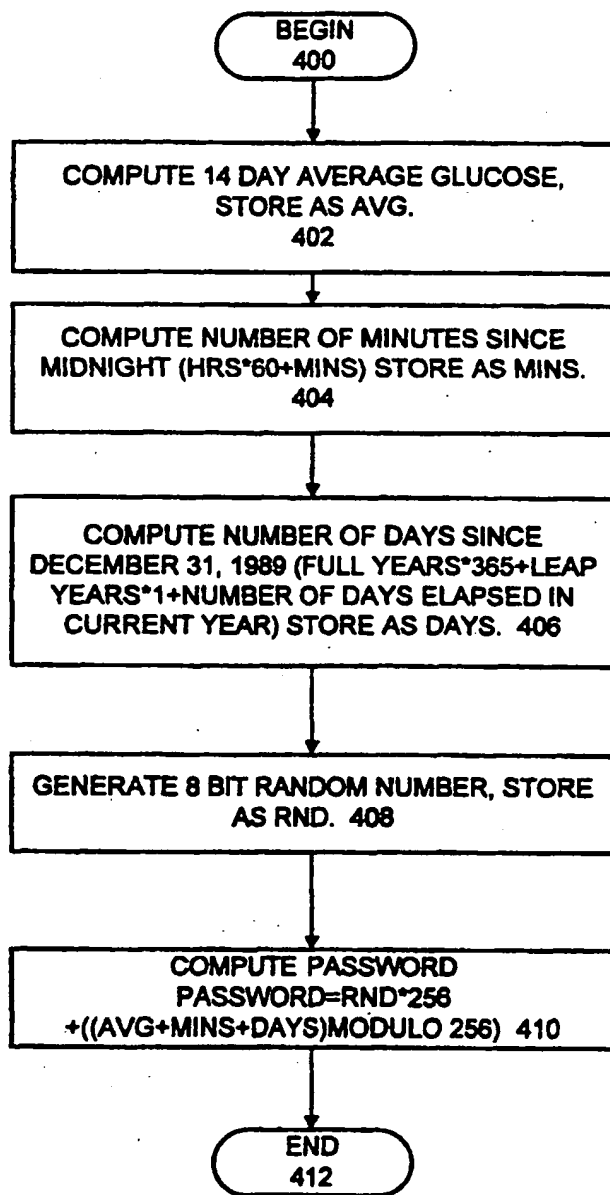 BEGIN
400
COMPUTE 14 DAY AVERAGE GLUCOSE,
STORE AS AVG.
402
COMPUTE NUMBER OF MINUTES SINCE
MIDNIGHT (HRS*60+MINS) STORE AS MINS.
404
COMPUTE NUMBER OF DAYS SINCE
DECEMBER 31, 1989 (FULL YEARS*365+LEAP
YEARS*1+NUMBER OF DAYS ELAPSED IN
CURRENT YEAR) STORE AS DAYS. 406
GENERATE 8 BIT RANDOM NUMBER, STORE
AS RND. 408
COMPUTE PASSWORD
PASSWORD=RND*256
+((AVG+MINS+DAYS)MODULO 256) 410
END
412